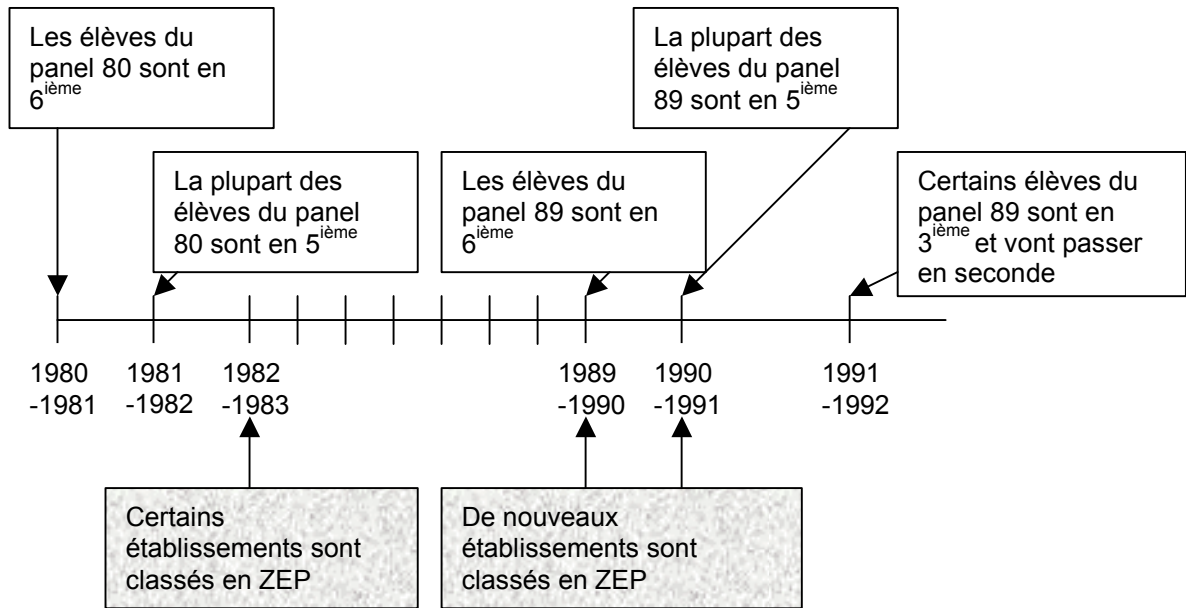 Les élèves du
panel 80 sont en
6ième
La plupart des
élèves du panel
89 sont en 5ième
La plupart des
élèves du panel
80 sont en 5ième
Les élèves du
panel 89 sont en
6ième
Certains élèves du
panel 89 sont en
3ième et vont passer
en seconde
1980
-1981
1981
-1982
1982
-1983
1989
-1990
1990
-1991
1991
-1992
Certains
établissements sont
classés en ZEP
De nouveaux
établissements sont
classés en ZEP